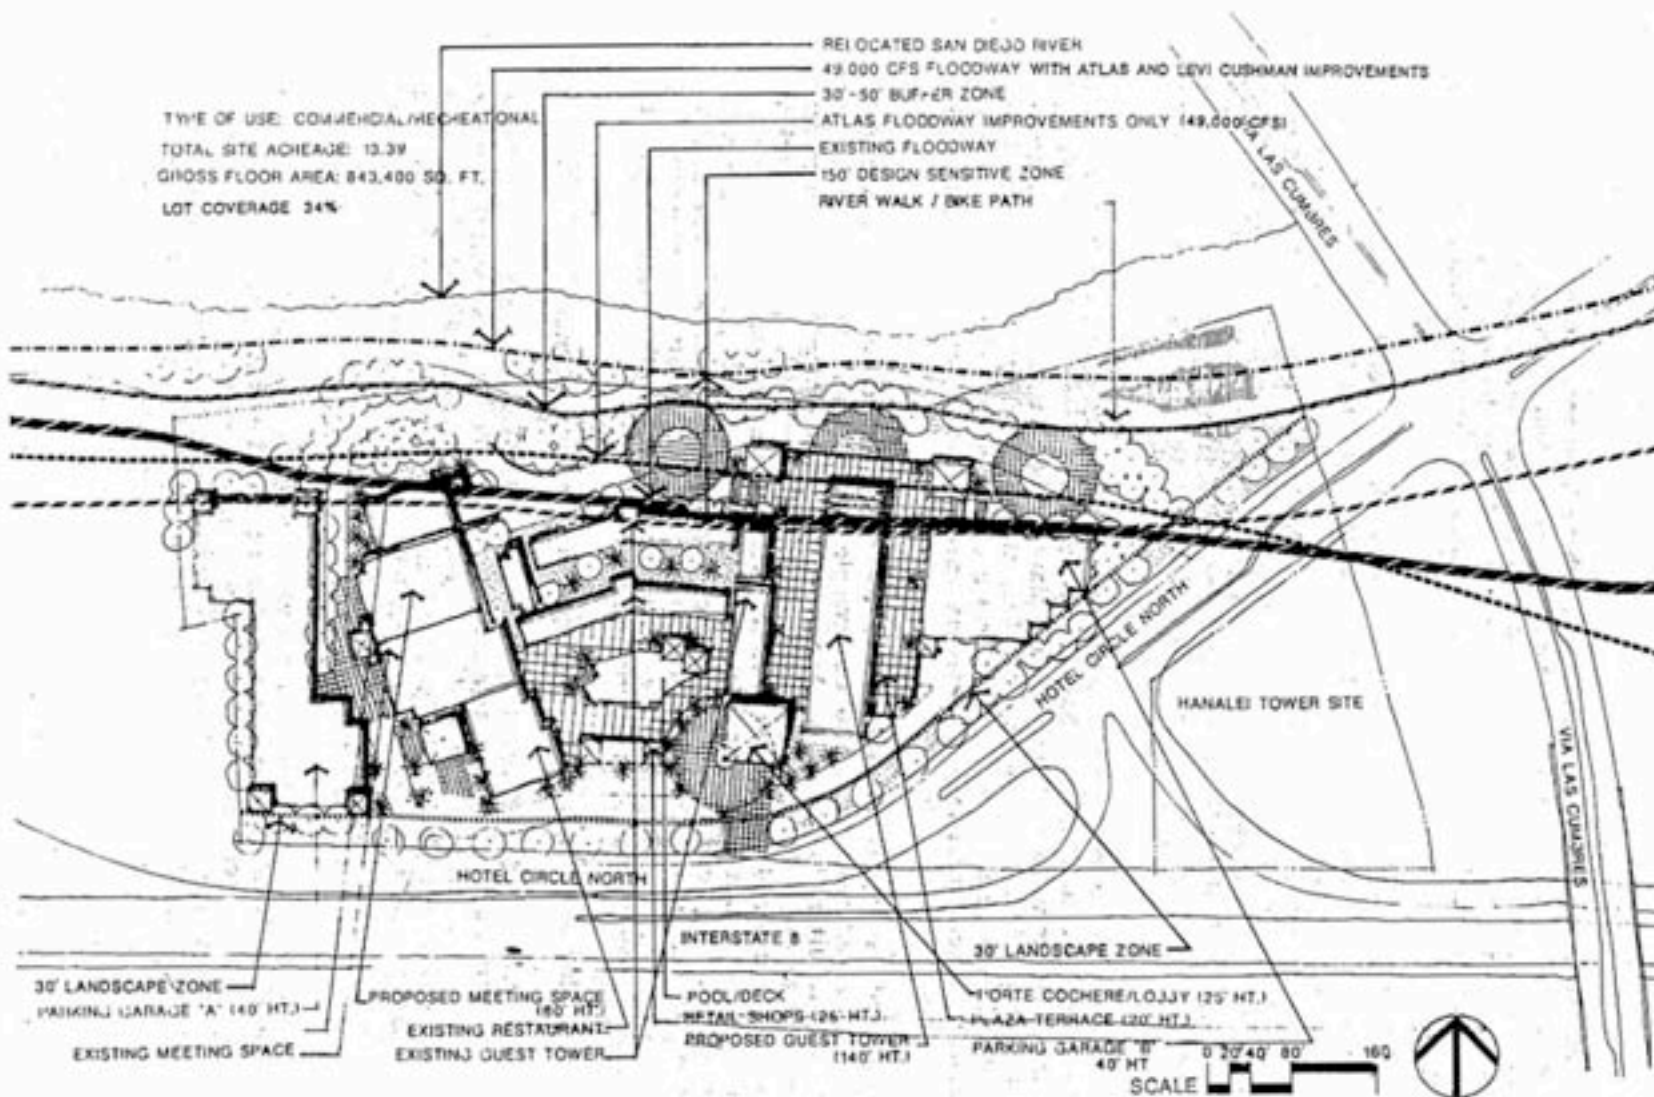 RELOCATED SAN DIEGO RIVER
49,000 CFS FLOODWAY WITH ATLAS AND LEVI CUSHMAN IMPROVEMENTS
30'-50' BUFFER ZONE
ATLAS FLOODWAY IMPROVEMENTS ONLY (49,000 CFS)
EXISTING FLOODWAY
150' DESIGN SENSITIVE ZONE
RIVER WALK / BIKE PATH
TYPE OF USE: COMMERCIAL/RECREATIONAL
TOTAL SITE ACREAGE: 13.39
GROSS FLOOR AREA: 843,400 SQ. FT.
LOT COVERAGE 34%
VIA LAS CUMBRES
HOTEL CIRCLE NORTH
HANALEI TOWER SITE
VIA LAS CUMBRES
HOTEL CIRCLE NORTH
INTERSTATE 8
30' LANDSCAPE ZONE
PARKING GARAGE "A" (40' HT.)
EXISTING MEETING SPACE
PROPOSED MEETING SPACE
(60' HT.)
EXISTING RESTAURANT
EXISTING GUEST TOWER
POOL/DECK
RETAIL SHOPS (25' HT.)
PROPOSED GUEST TOWER
(140' HT.)
30' LANDSCAPE ZONE
PORTE COCHERE/LOBBY (25' HT.)
PLAZA TERRACE (20' HT.)
PARKING GARAGE "B"
40' HT
0 20' 40' 80' 160
SCALE